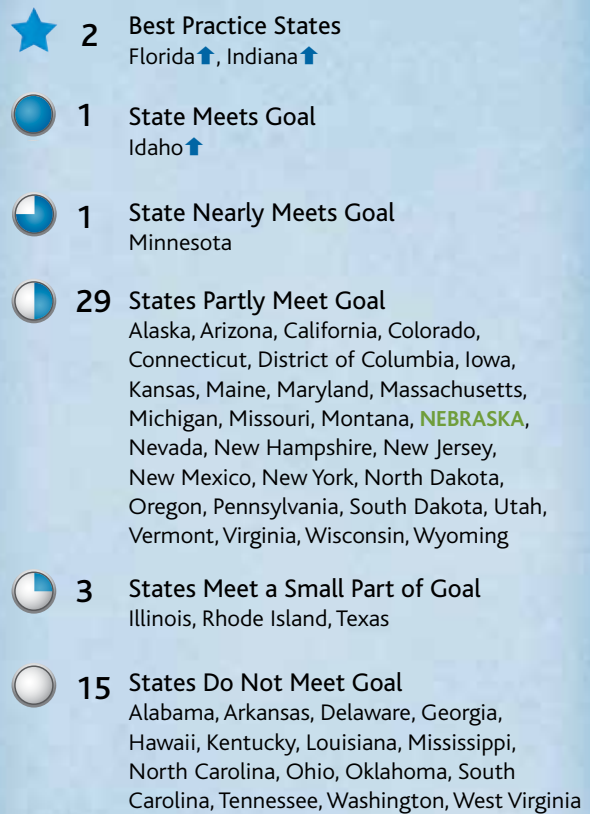 2 Best Practice States
Florida⬆, Indiana⬆
1 State Meets Goal
Idaho⬆
1 State Nearly Meets Goal
Minnesota
29 States Partly Meet Goal
Alaska, Arizona, California, Colorado,
Connecticut, District of Columbia, Iowa,
Kansas, Maine, Maryland, Massachusetts,
Michigan, Missouri, Montana, NEBRASKA,
Nevada, New Hampshire, New Jersey,
New Mexico, New York, North Dakota,
Oregon, Pennsylvania, South Dakota, Utah,
Vermont, Virginia, Wisconsin, Wyoming
3 States Meet a Small Part of Goal
Illinois, Rhode Island, Texas
15 States Do Not Meet Goal
Alabama, Arkansas, Delaware, Georgia,
Hawaii, Kentucky, Louisiana, Mississippi,
North Carolina, Ohio, Oklahoma, South
Carolina, Tennessee, Washington, West Virginia